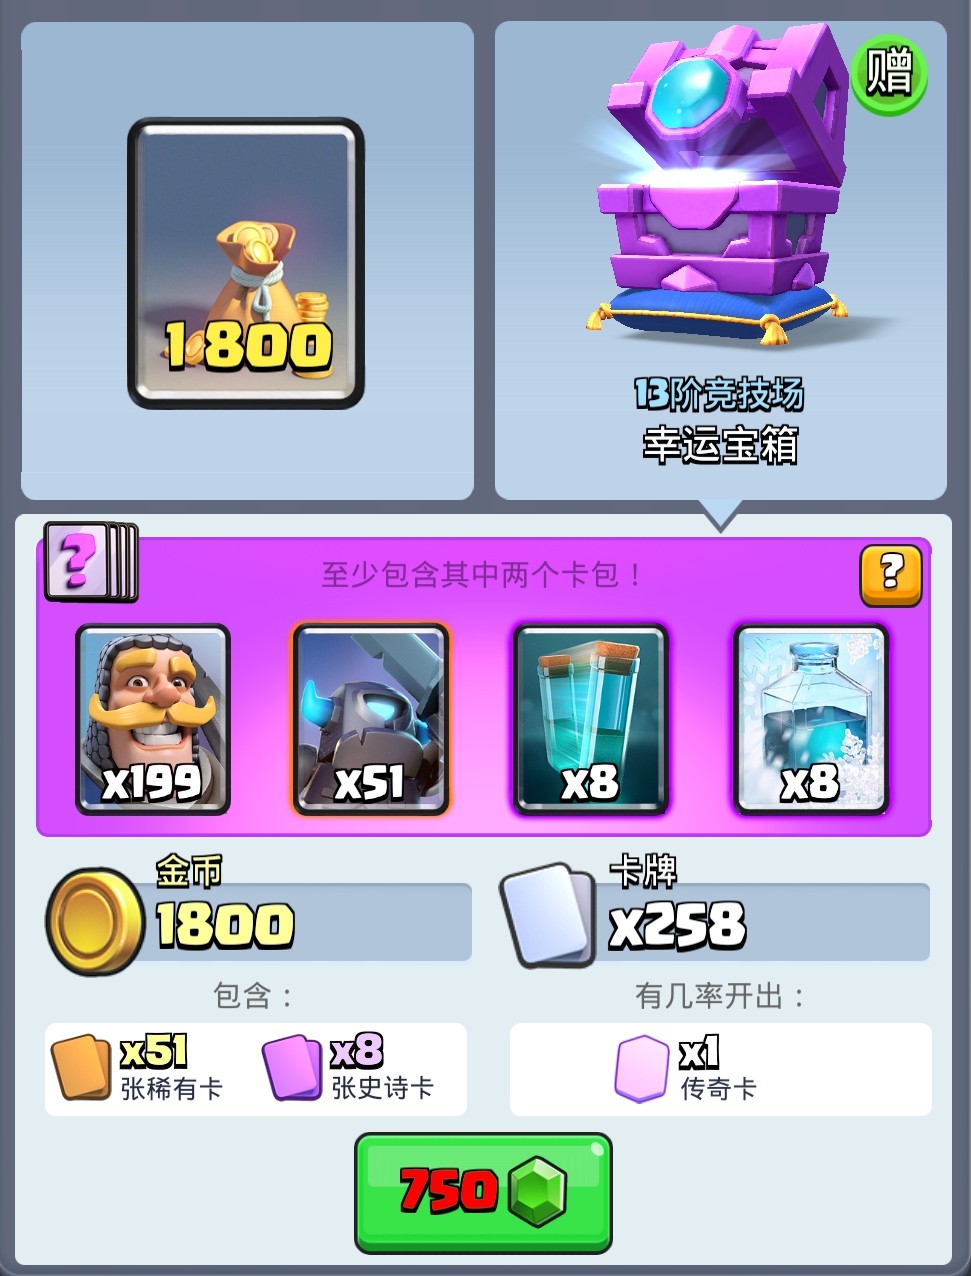 1800
赠
13阶竞技场
幸运宝箱
?
至少包含其中两个卡包！
?
x199
x51
x8
x8
金币
1800
卡牌
x258
包含：
有几率开出：
x51
张稀有卡
x8
张史诗卡
x1
传奇卡
750